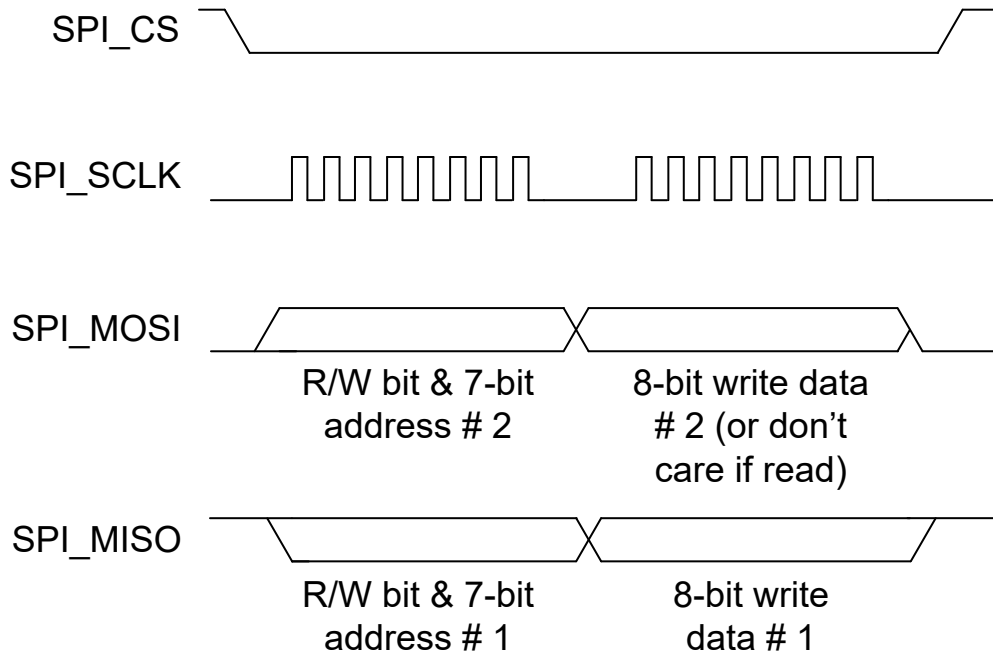 SPI_CS
SPI_SCLK
SPI_MOSI
R/W bit & 7-bit
address # 2
8-bit write data
# 2 (or don’t
care if read)
SPI_MISO
R/W bit & 7-bit
address # 1
8-bit write
data # 1